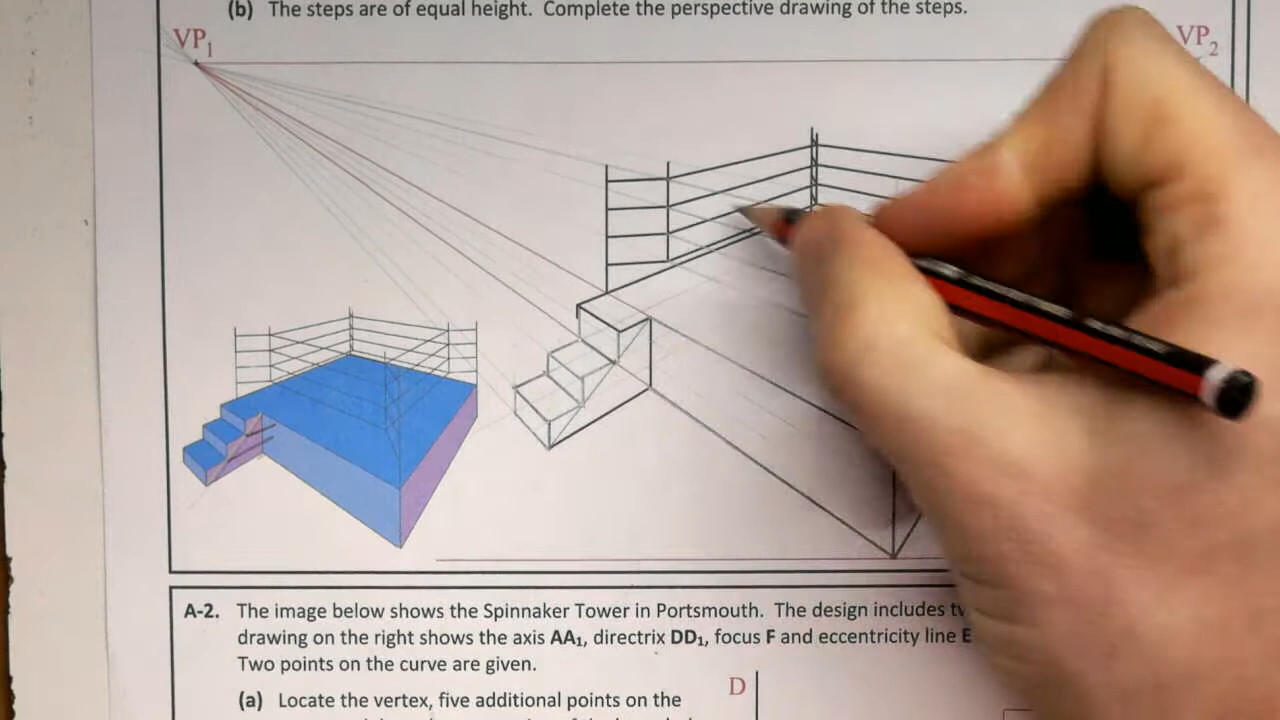 (b) The steps are of equal height. Complete the perspective drawing of the steps.
VP1
VP2
A-2. The image below shows the Spinnaker Tower in Portsmouth. The design includes
drawing on the right shows the axis AA1, directrix DD1, focus F and eccentricity line E
Two points on the curve are given.
(a) Locate the vertex, five additional points on the
D